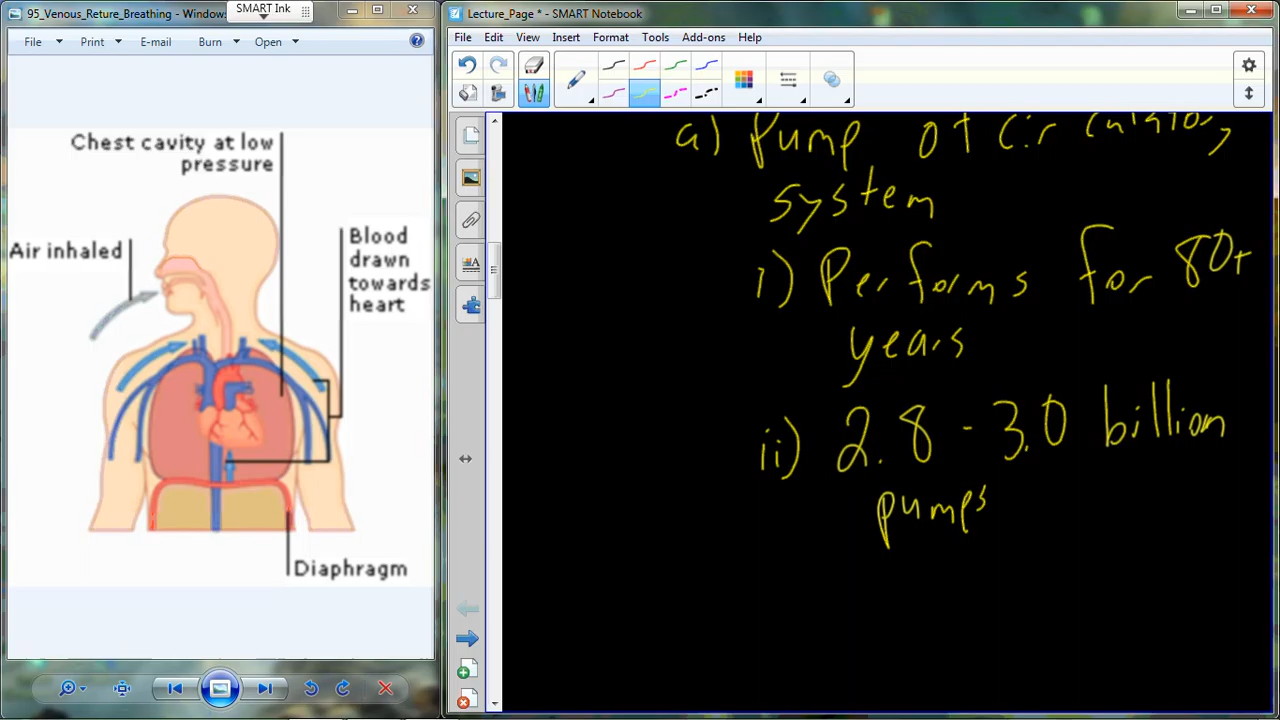 95_Venous_Reture_Breathing - Windows
SMART Ink
File Print E-mail Burn Open
Chest cavity at low
pressure
Air inhaled
Blood
drawn
towards
heart
Diaphragm
Lecture_Page * - SMART Notebook
File Edit View Insert Format Tools Add-ons Help
a) Pump of Circulatory
system
i) Performs for 80+
years
ii) 2.8 - 3.0 billion
pumps